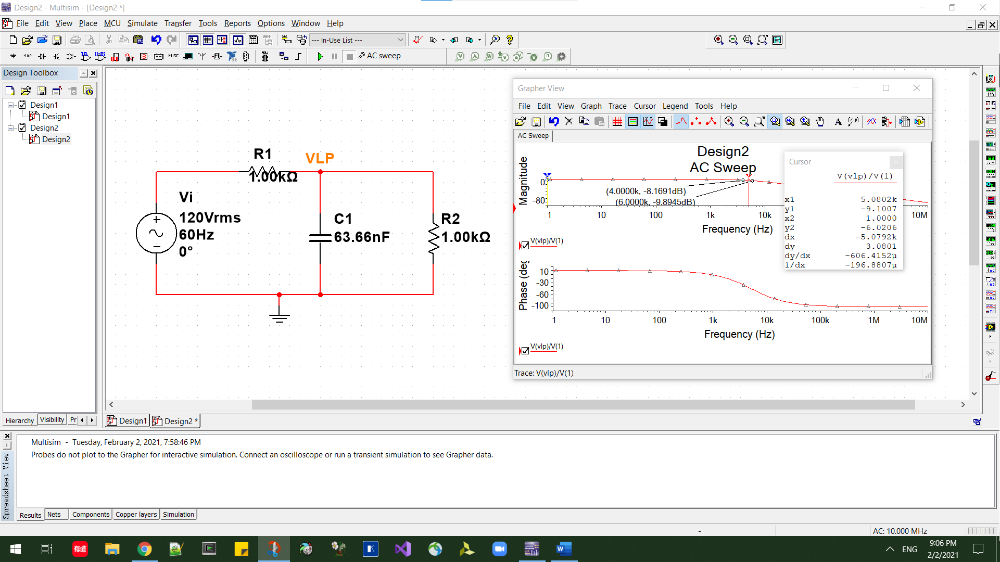 Design2 - Multisim - [Design2 *]
File Edit View Place MCU Simulate Transfer Tools Reports Options Window Help
--- In-Use List ---
MISC AC sweep
Design Toolbox
Design1
Design1
Design2
Design2
Hierarchy Visibility Pr
R1
1.00kΩ
VLP
Vi
120Vrms
60Hz
0°
C1
63.66nF
R2
1.00kΩ
Grapher View
File Edit View Graph Trace Cursor Legend Tools Help
AC Sweep
Design2
AC Sweep
Magnitude
0
-80
(4.0000k, -8.1691dB)
(6.0000k, -9.8945dB)
1 10 100 1k 10k 10M
Frequency (Hz)
V(vlp)/V(1)
Cursor
V(vlp)/V(1)
x1 5.0802k
y1 -9.1007
x2 1.0000
y2 -6.0206
dx -5.0792k
dy 3.0801
dy/dx -606.4152µ
1/dx -196.8807µ
Phase (deg
10
-30
-60
-100
1 10 100 1k 10k 100k 1M 10M
Frequency (Hz)
V(vlp)/V(1)
Trace: V(vlp)/V(1)
Design1 Design2 *
Multisim - Tuesday, February 2, 2021, 7:58:46 PM
Probes do not plot to the Grapher for interactive simulation. Connect an oscilloscope or run a transient simulation to see Grapher data.
Spreadsheet View
Results Nets Components Copper layers Simulation
- AC: 10.000 MHz
有道
ENG
9:06 PM
2/2/2021